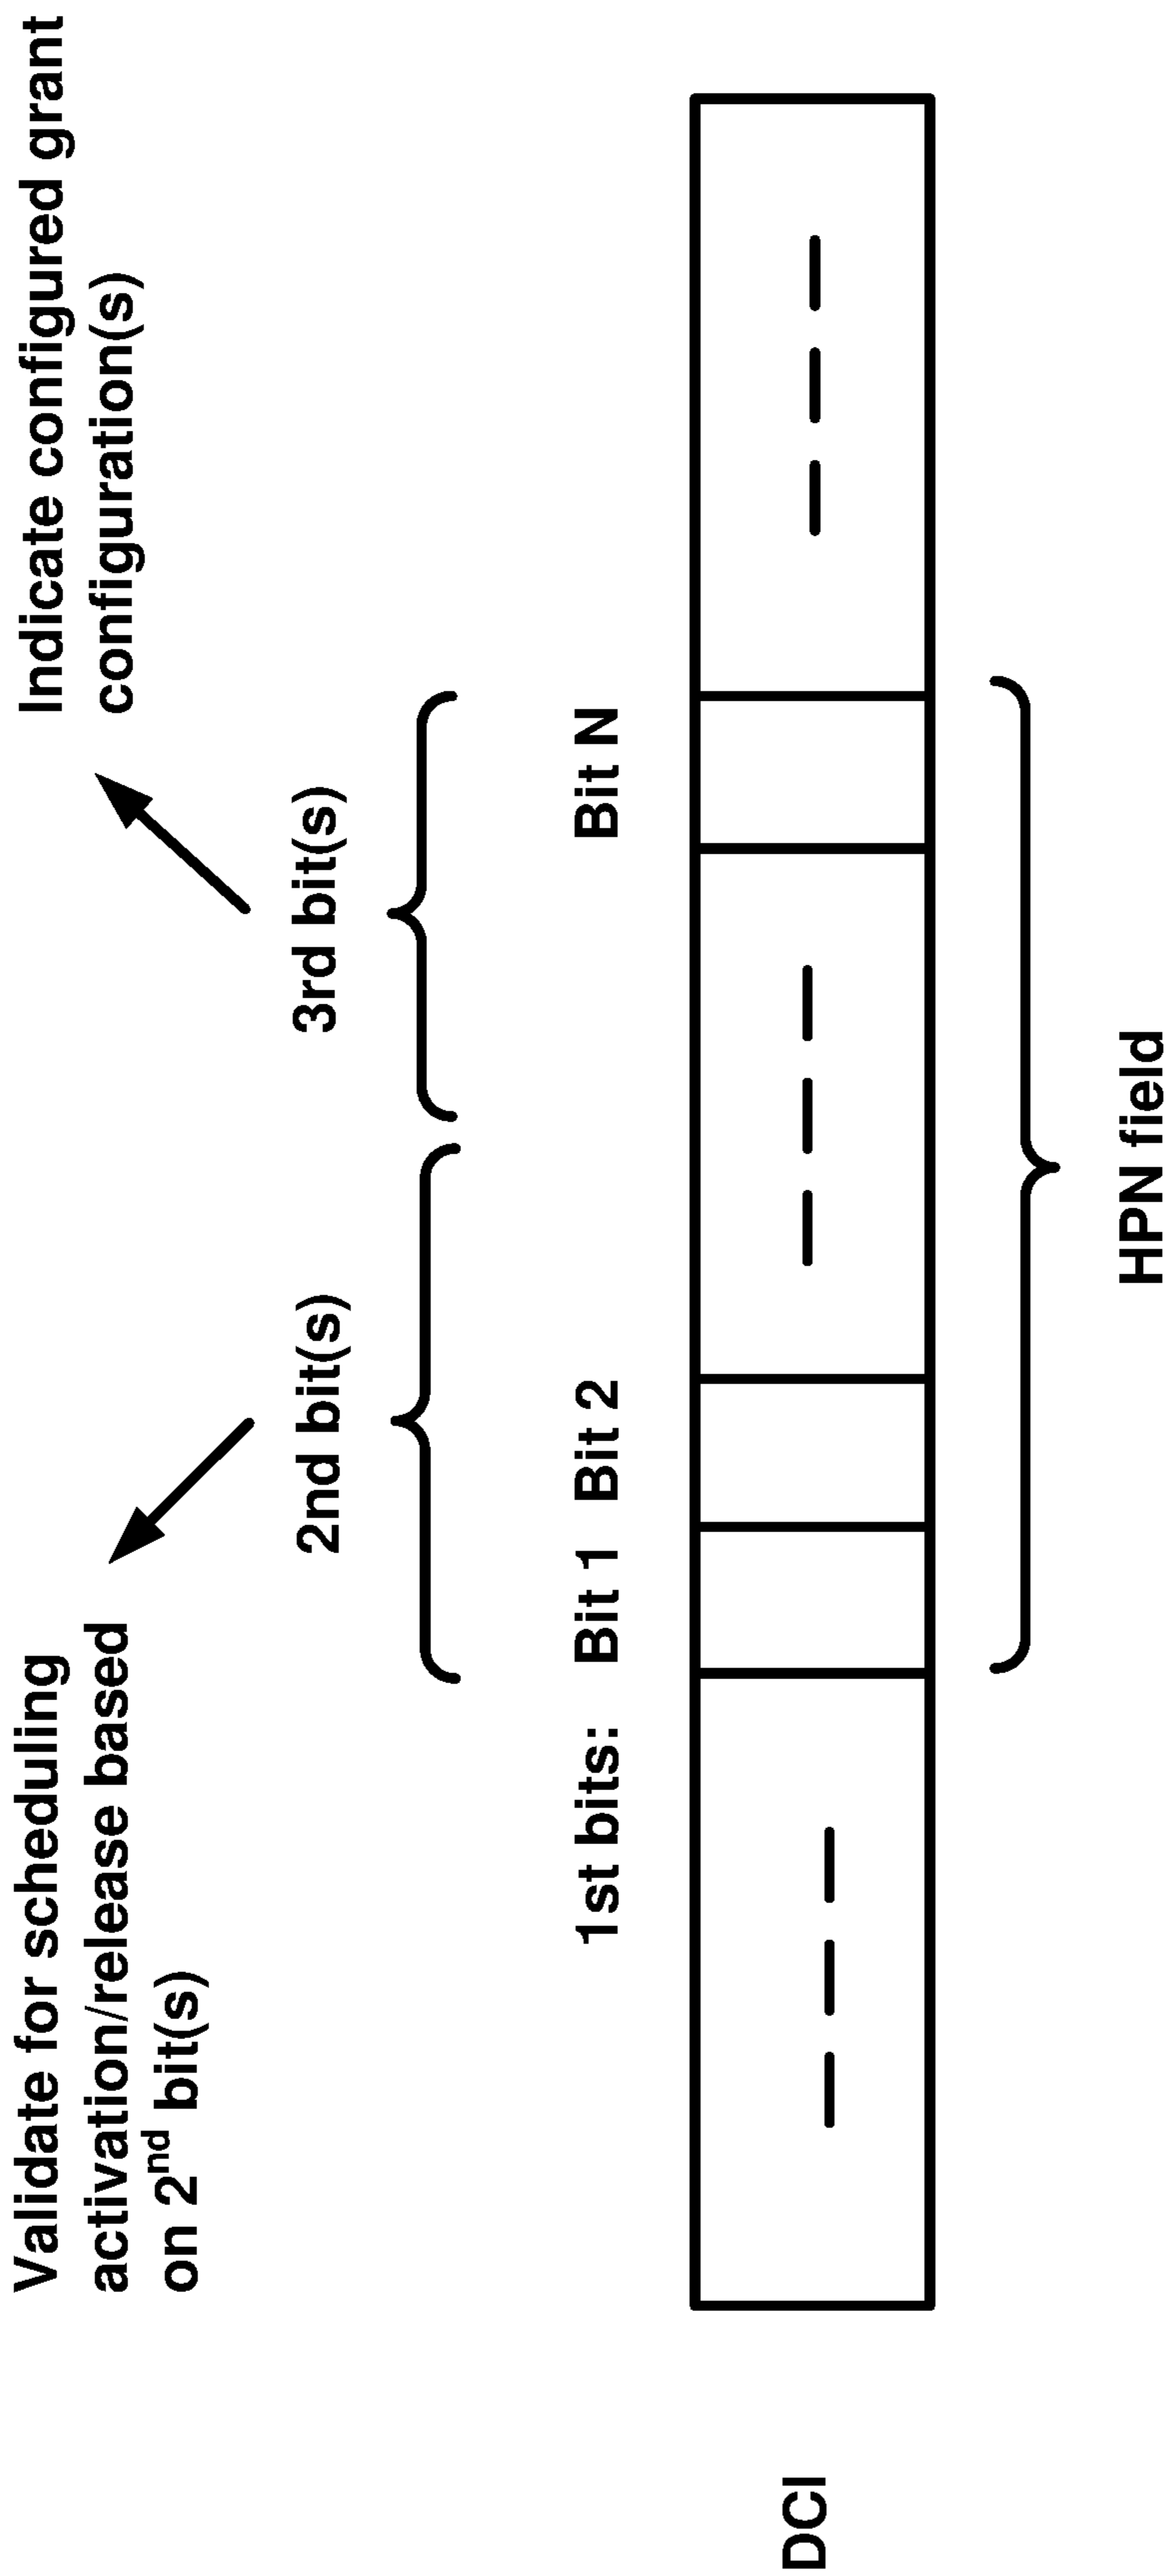 Validate for scheduling
activation/release based
on 2nd bit(s)
Indicate configured grant
configuration(s)
2nd bit(s)
3rd bit(s)
1st bits: Bit 1 Bit 2 Bit N
DCI
HPN field